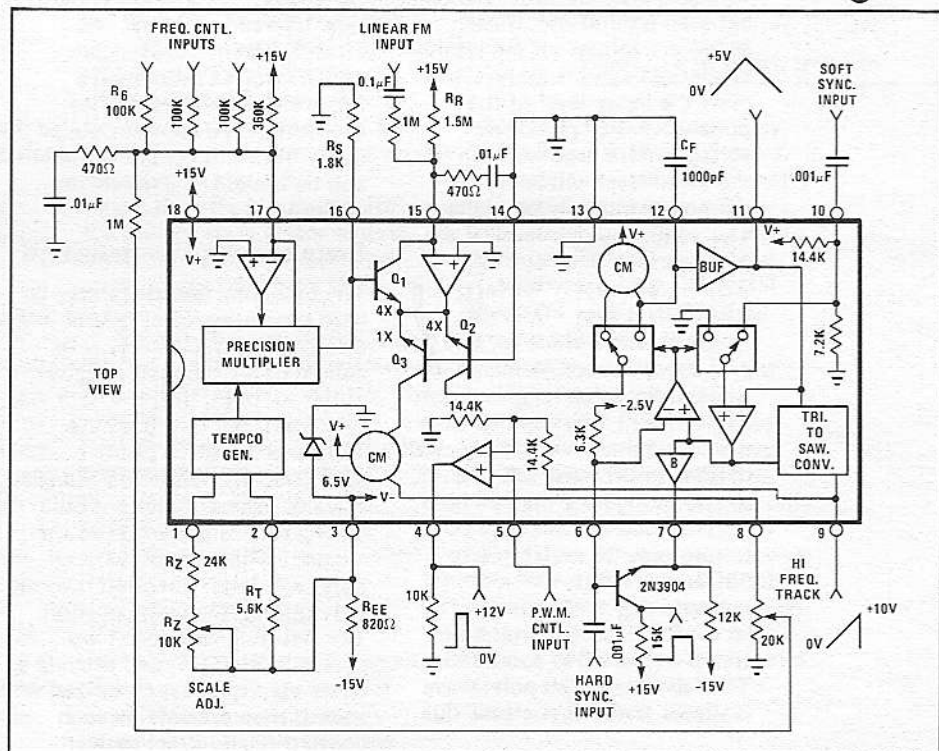 FREQ. CNTL.
INPUTS
LINEAR FM
INPUT
+5V
0V
SOFT
SYNC.
INPUT
+15V
+15V
R6
100K
100K
100K
360K
0.1μF
1M
RR
1.5M
RS
1.8K
CF
1000pF
.001μF
470Ω
+15V
.01μF
470Ω
.01μF
1M
18
17
16
15
14
13
12
11
10
V+
V+
V+
14.4K
CM
BUF
Q1
4X
4X
Q2
1X
Q3
7.2K
PRECISION
MULTIPLIER
TOP
VIEW
-2.5V
14.4K
6.3K
TEMPCO
GEN.
V+
CM
14.4K
TRI.
TO
SAW.
CONV.
6.5V
V-
B
1
2
3
4
5
6
7
8
9
RZ
24K
RT
5.6K
REE
820Ω
10K
+12V
0V
P.W.M.
CNTL
INPUT
2N3904
.001μF
15K
12K
20K
HI
FREQ.
TRACK
+10V
0V
RZ
10K
SCALE
ADJ.
-15V
HARD
SYNC.
INPUT
+15V
-15V